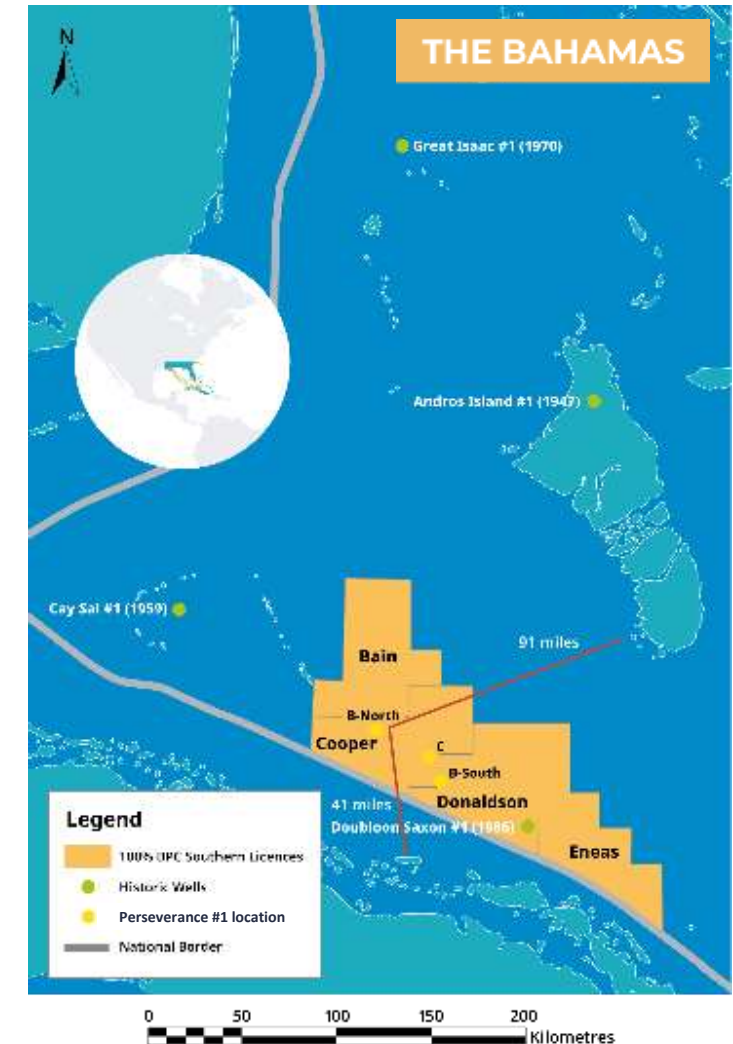 THE BAHAMAS
N
Great Isaac #1 (1970)
Andros Island #1 (1947)
Cay Sal #1 (1959)
91 miles
Bain
B-North
Cooper
C
B-South
Donaldson
41 miles
Doubloon Saxon #1 (1986)
Eneas
Legend
100% BPC Southern Licences
Historic Wells
Perseverance #1 location
National Border
0 50 100 150 200
Kilometres